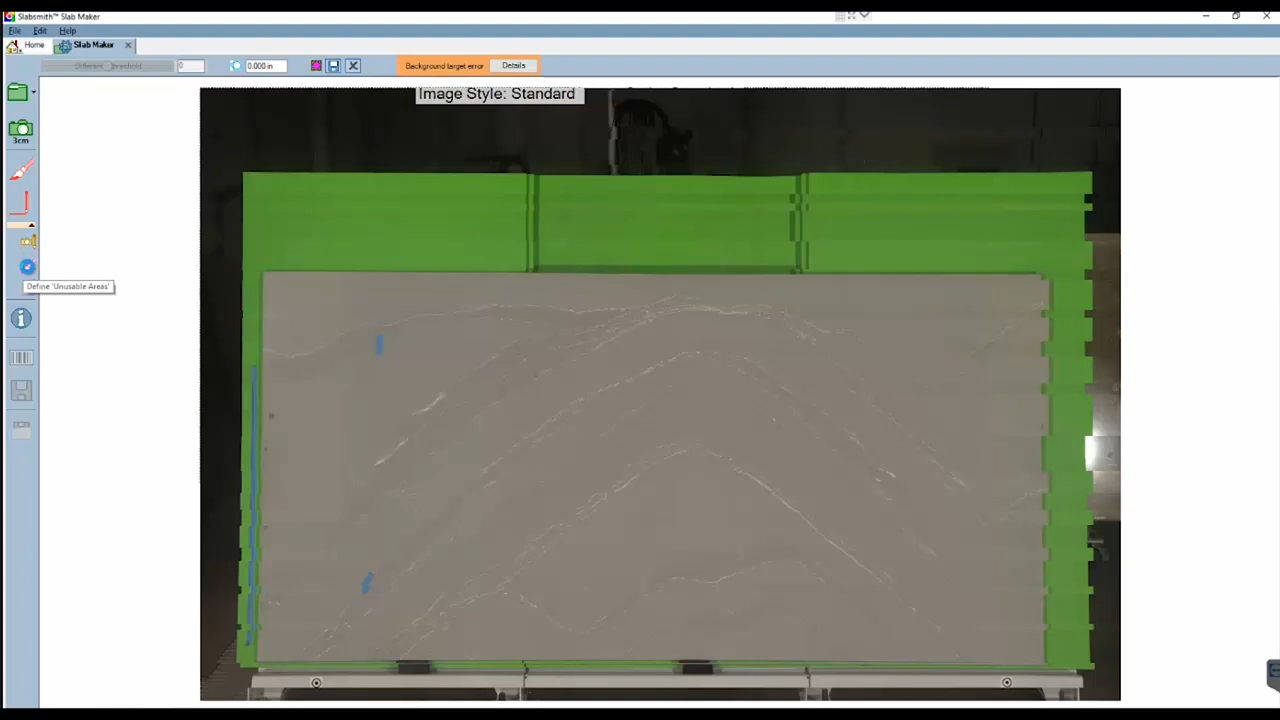 Slabsmith™ Slab Maker
File Edit Help
Home Slab Maker
0 0.000 in Background target error Details
Image Style: Standard
3cm
Define 'Unusable Areas'